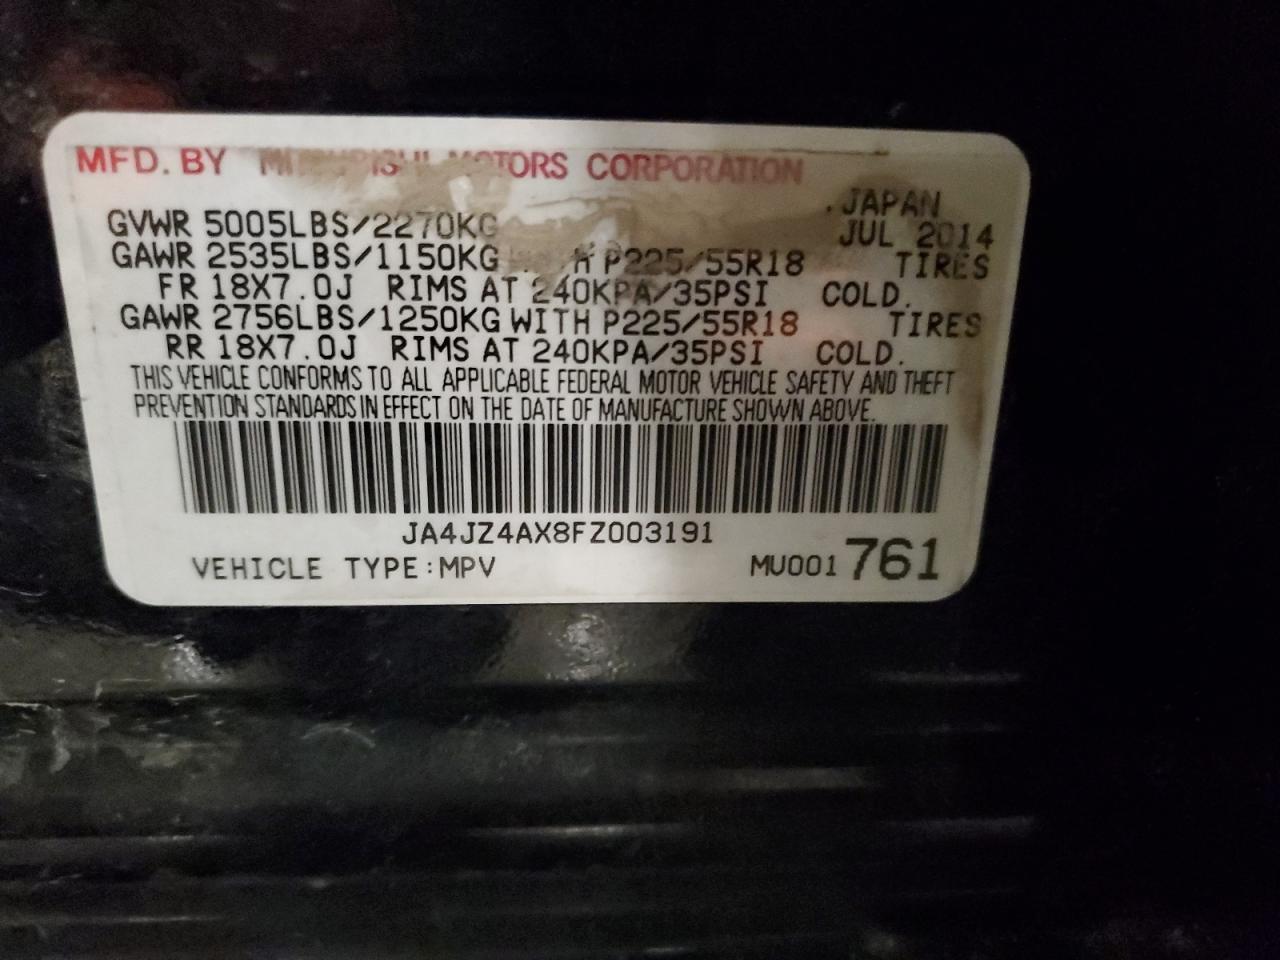 MFD. BY MITSUBISHI MOTORS CORPORATION
.JAPAN
GVWR 5005LBS/2270KG JUL 2014
GAWR 2535LBS/1150KG WITH P225/55R18 TIRES
FR 18X7.0J RIMS AT 240KPA/35PSI COLD.
GAWR 2756LBS/1250KG WITH P225/55R18 TIRES
RR 18X7.0J RIMS AT 240KPA/35PSI COLD.
THIS VEHICLE CONFORMS TO ALL APPLICABLE FEDERAL MOTOR VEHICLE SAFETY AND THEFT
PREVENTION STANDARDS IN EFFECT ON THE DATE OF MANUFACTURE SHOWN ABOVE.
JA4JZ4AX8FZ003191
VEHICLE TYPE:MPV MU001761